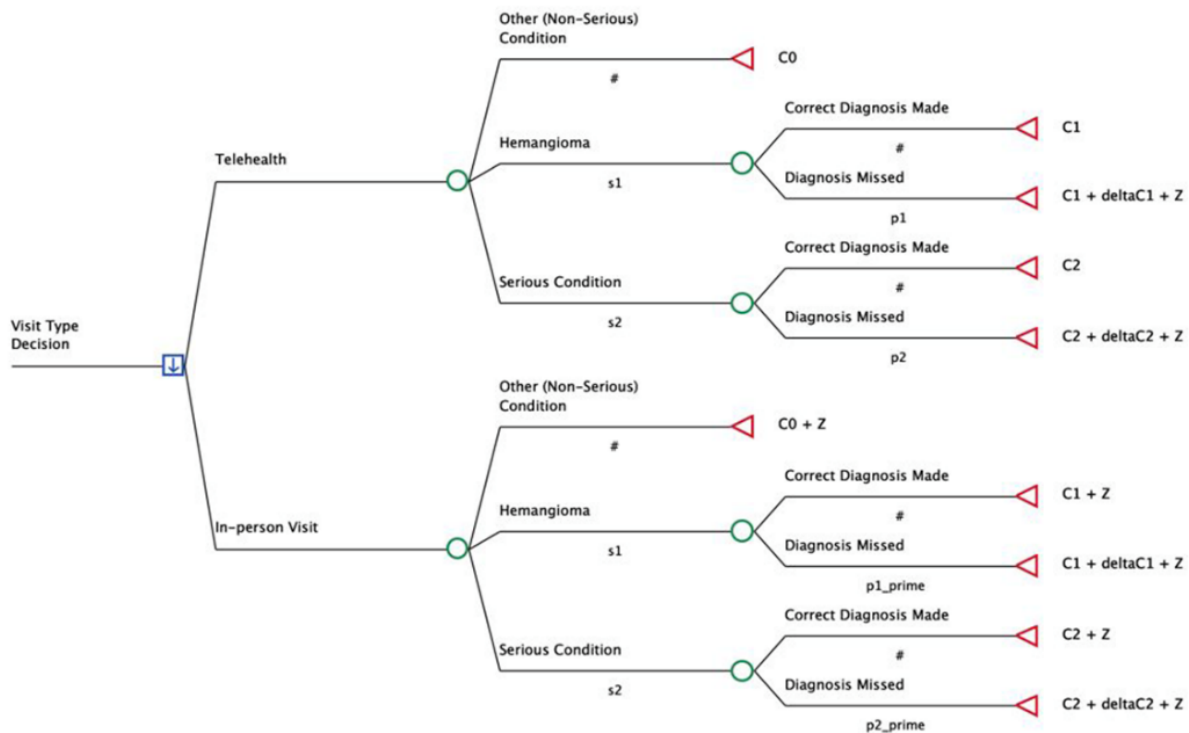 Other (Non-Serious)
Condition
#
C0
Telehealth
Hemangioma
s1
Correct Diagnosis Made
#
C1
Diagnosis Missed
p1
C1 + deltaC1 + Z
Serious Condition
s2
Correct Diagnosis Made
#
C2
Diagnosis Missed
p2
C2 + deltaC2 + Z
Visit Type
Decision
Other (Non-Serious)
Condition
#
C0 + Z
In-person Visit
Hemangioma
s1
Correct Diagnosis Made
#
C1 + Z
Diagnosis Missed
p1_prime
C1 + deltaC1 + Z
Serious Condition
s2
Correct Diagnosis Made
#
C2 + Z
Diagnosis Missed
p2_prime
C2 + deltaC2 + Z